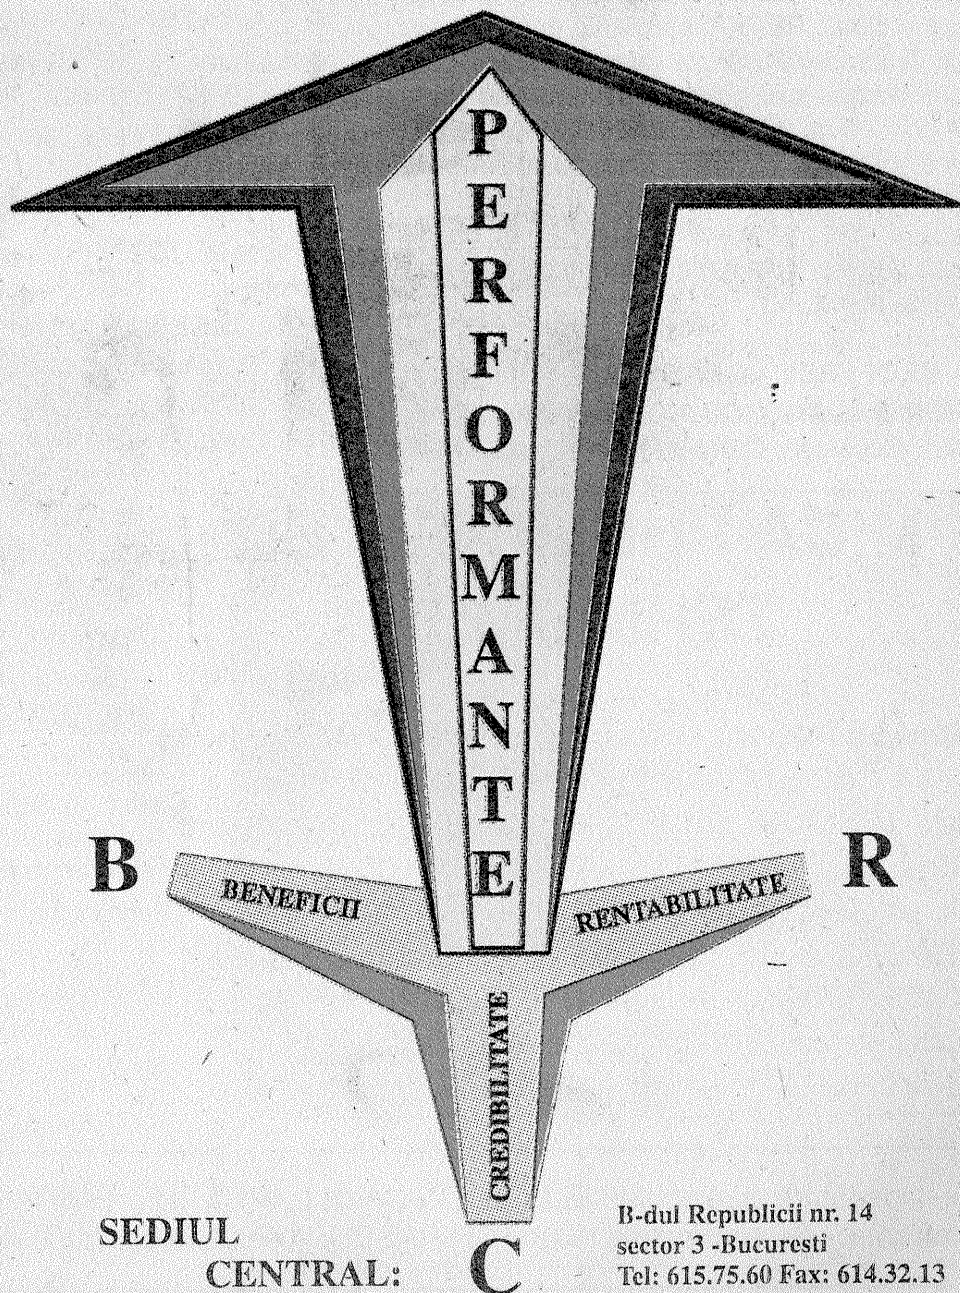 PERFORMANTE
B
R
BENEFICII
RENTABILITATE
CREDIBILITATE
SEDIUL
CENTRAL:
C
B-dul Republicii nr. 14
sector 3 -Bucuresti
Tel: 615.75.60 Fax: 614.32.13